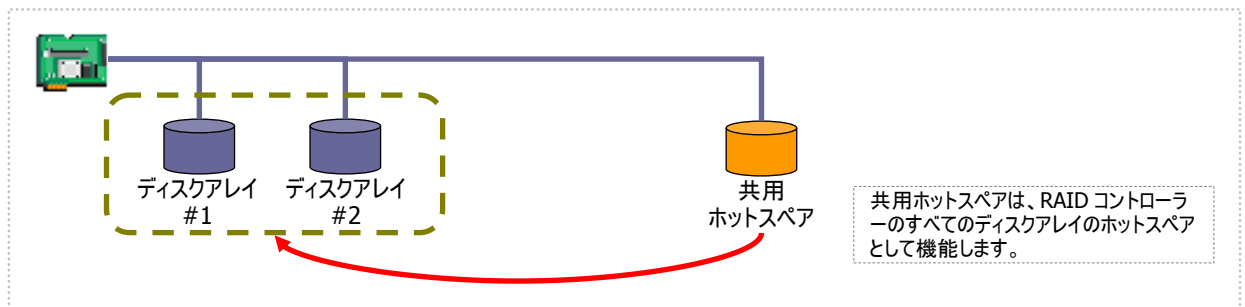 ディスクアレイ
#1
ディスクアレイ
#2
共用
ホットスペア
共用ホットスペアは、RAID コントローラ
ーのすべてのディスクアレイのホットスペア
として機能します。